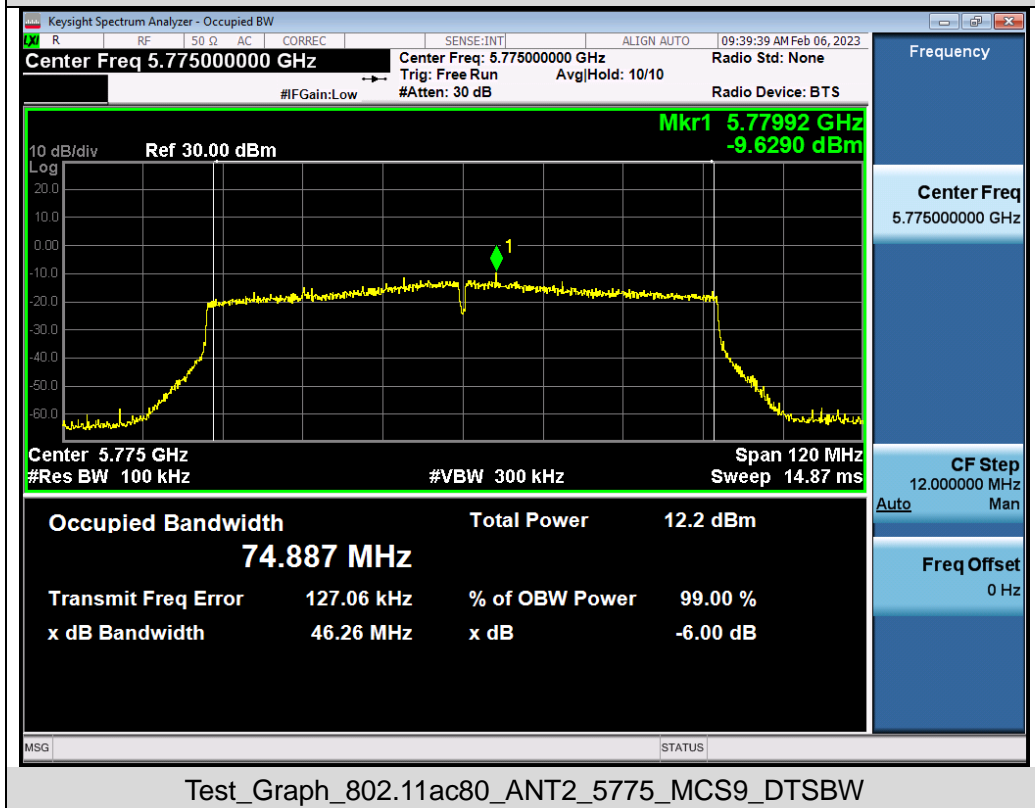 Keysight Spectrum Analyzer - Occupied BW
LXI R RF 50 Ω AC CORREC SENSE:INT ALIGN AUTO 09:39:39 AM Feb 06, 2023
Center Freq 5.775000000 GHz
Center Freq: 5.775000000 GHz Radio Std: None
Trig: Free Run Avg|Hold: 10/10
#IFGain:Low #Atten: 30 dB Radio Device: BTS
Mkr1 5.77992 GHz
-9.6290 dBm
10 dB/div Ref 30.00 dBm
Log
20.0
10.0
0.00
-10.0
-20.0
-30.0
-40.0
-50.0
-60.0
1
Center 5.775 GHz Span 120 MHz
#Res BW 100 kHz #VBW 300 kHz Sweep 14.87 ms
Occupied Bandwidth Total Power 12.2 dBm
74.887 MHz
Transmit Freq Error 127.06 kHz % of OBW Power 99.00 %
x dB Bandwidth 46.26 MHz x dB -6.00 dB
MSG STATUS
Frequency
Center Freq
5.775000000 GHz
CF Step
12.000000 MHz
Auto Man
Freq Offset
0 Hz
Test_Graph_802.11ac80_ANT2_5775_MCS9_DTSBW